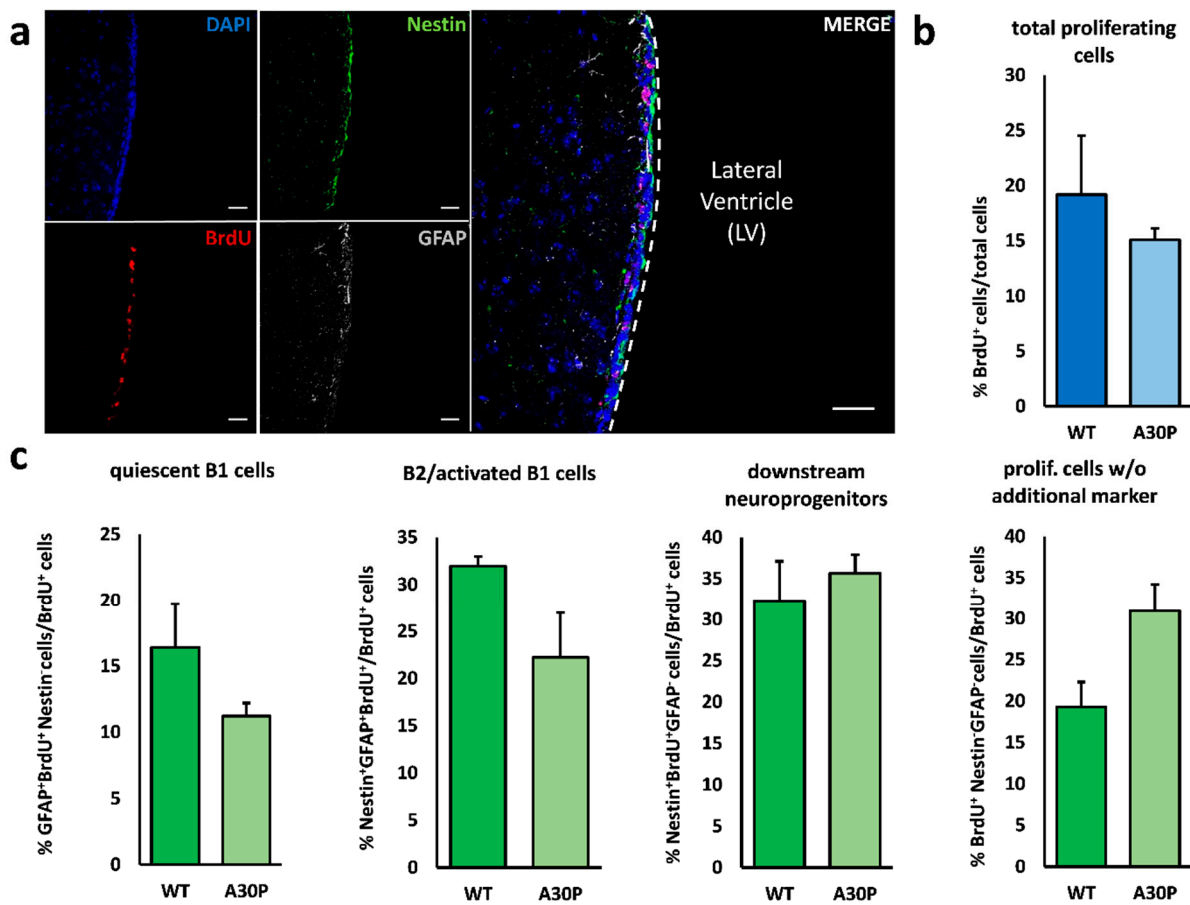 a
DAPI
Nestin
MERGE
BrdU
GFAP
Lateral
Ventricle
(LV)
b
total proliferating
cells
% BrdU⁺ cells/total cells
30
25
20
15
10
5
0
WT A30P
c
quiescent B1 cells
% GFAP⁺BrdU⁺ Nestin⁻cells/BrdU⁺ cells
25
20
15
10
5
0
WT A30P
B2/activated B1 cells
% Nestin⁺GFAP⁺BrdU⁺/BrdU⁺ cells
35
30
25
20
15
10
5
0
WT A30P
downstream
neuroprogenitors
% Nestin⁺BrdU⁺GFAP⁻cells/BrdU⁺ cells
40
35
30
25
20
15
10
5
0
WT A30P
prolif. cells w/o
additional marker
% BrdU⁺ Nestin⁻GFAP⁻cells/BrdU⁺
40
35
30
25
20
15
10
5
0
WT A30P